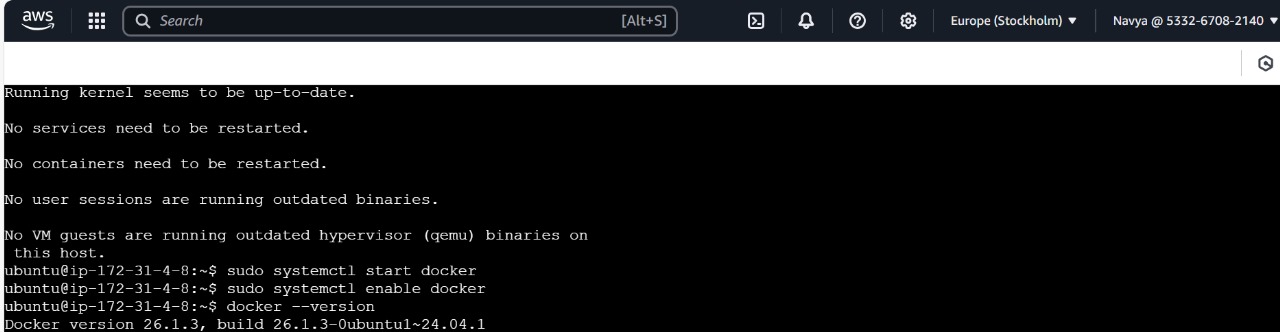 aws
Search [Alt+S] Europe (Stockholm) Navya @ 5332-6708-2140
Running kernel seems to be up-to-date.
No services need to be restarted.
No containers need to be restarted.
No user sessions are running outdated binaries.
No VM guests are running outdated hypervisor (qemu) binaries on
 this host.
ubuntu@ip-172-31-4-8:~$ sudo systemctl start docker
ubuntu@ip-172-31-4-8:~$ sudo systemctl enable docker
ubuntu@ip-172-31-4-8:~$ docker --version
Docker version 26.1.3, build 26.1.3-0ubuntu1~24.04.1